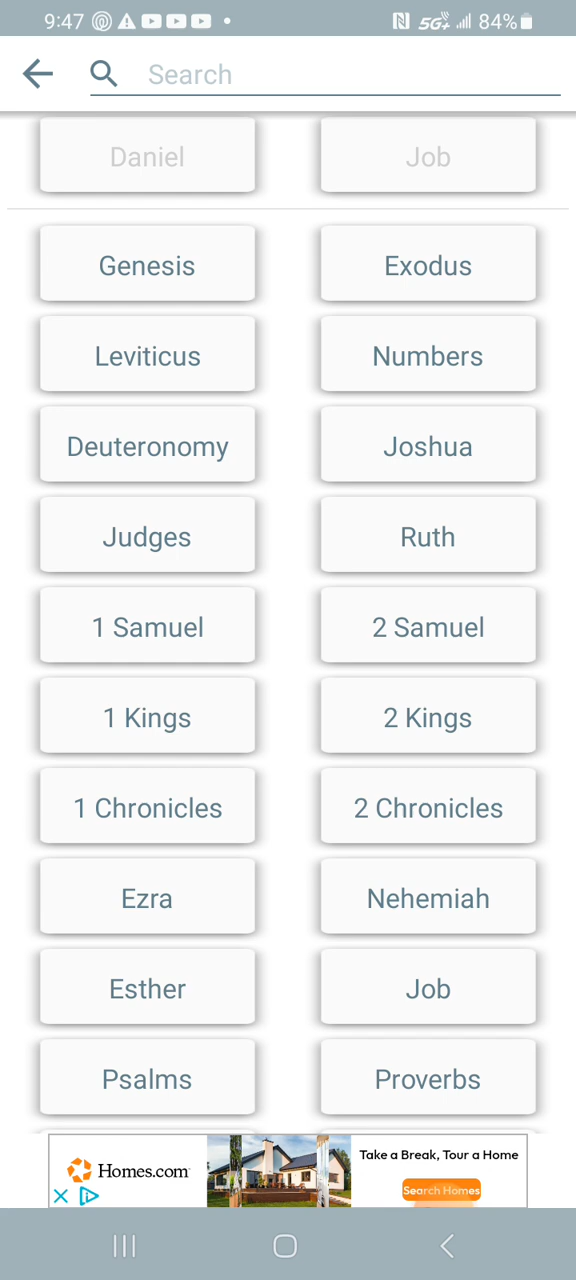 9:47 5G+ 84%
Search
Daniel Job
Genesis Exodus
Leviticus Numbers
Deuteronomy Joshua
Judges Ruth
1 Samuel 2 Samuel
1 Kings 2 Kings
1 Chronicles 2 Chronicles
Ezra Nehemiah
Esther Job
Psalms Proverbs
Take a Break, Tour a Home
Homes.com
Search Homes